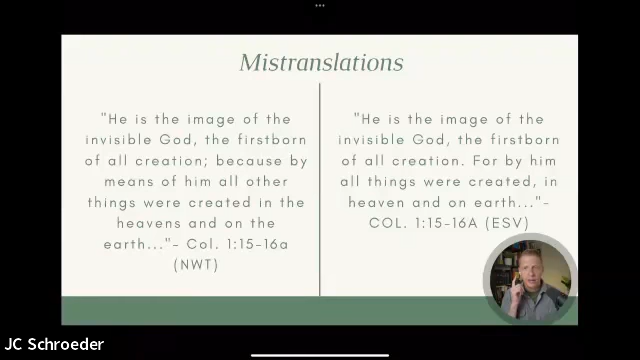 Mistranslations
"He is the image of the
invisible God, the firstborn
of all creation; because by
means of him all other
things were created in the
heavens and on the
earth..."- Col. 1:15-16a
(NWT)
"He is the image of the
invisible God, the firstborn
of all creation. For by him
all things were created, in
heaven and on earth..."-
COL. 1:15-16A (ESV)
JC Schroeder